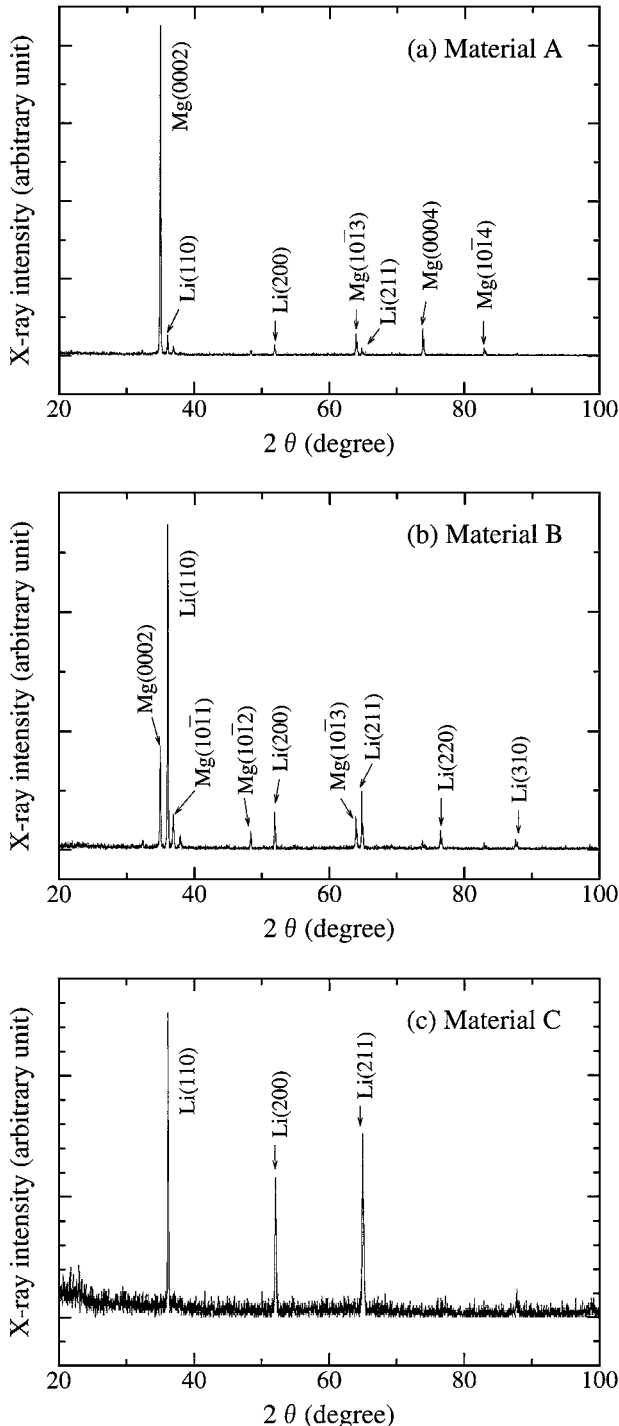 X-ray intensity (arbitrary unit)
(a) Material A
Mg(0002)
Li(110)
Li(200)
Mg(101̅3)
Li(211)
Mg(0004)
Mg(101̅4)
20 40 60 80 100
2 θ (degree)
X-ray intensity (arbitrary unit)
(b) Material B
Mg(0002)
Li(110)
Mg(101̅1)
Mg(101̅2)
Li(200)
Mg(101̅3)
Li(211)
Li(220)
Li(310)
20 40 60 80 100
2 θ (degree)
X-ray intensity (arbitrary unit)
(c) Material C
Li(110)
Li(200)
Li(211)
20 40 60 80 100
2 θ (degree)